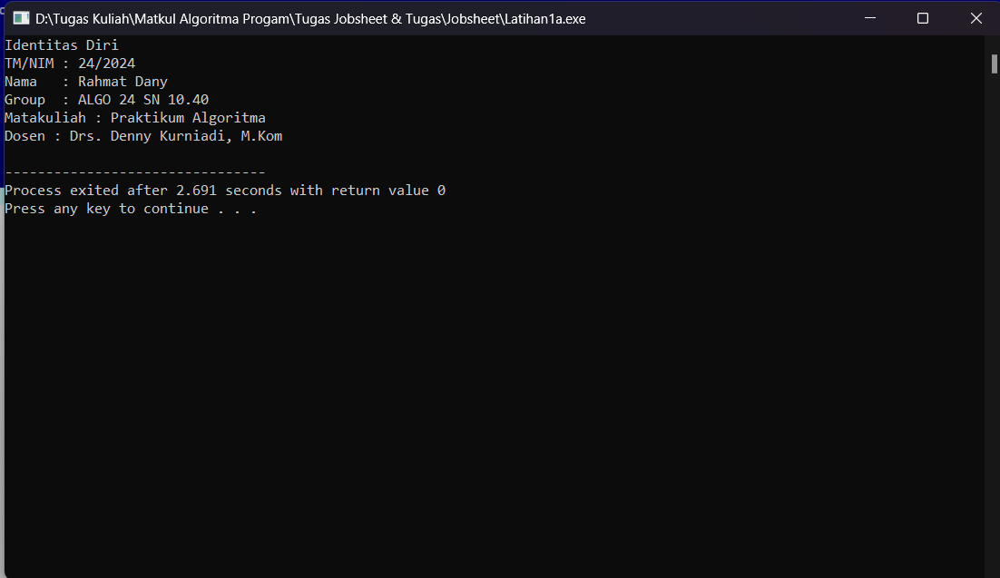 D:\Tugas Kuliah\Matkul Algoritma Progam\Tugas Jobsheet & Tugas\Jobsheet\Latihan1a.exe
Identitas Diri
TM/NIM : 24/2024
Nama   : Rahmat Dany
Group  : ALGO 24 SN 10.40
Matakuliah : Praktikum Algoritma
Dosen : Drs. Denny Kurniadi, M.Kom
--------------------------------
Process exited after 2.691 seconds with return value 0
Press any key to continue . . .